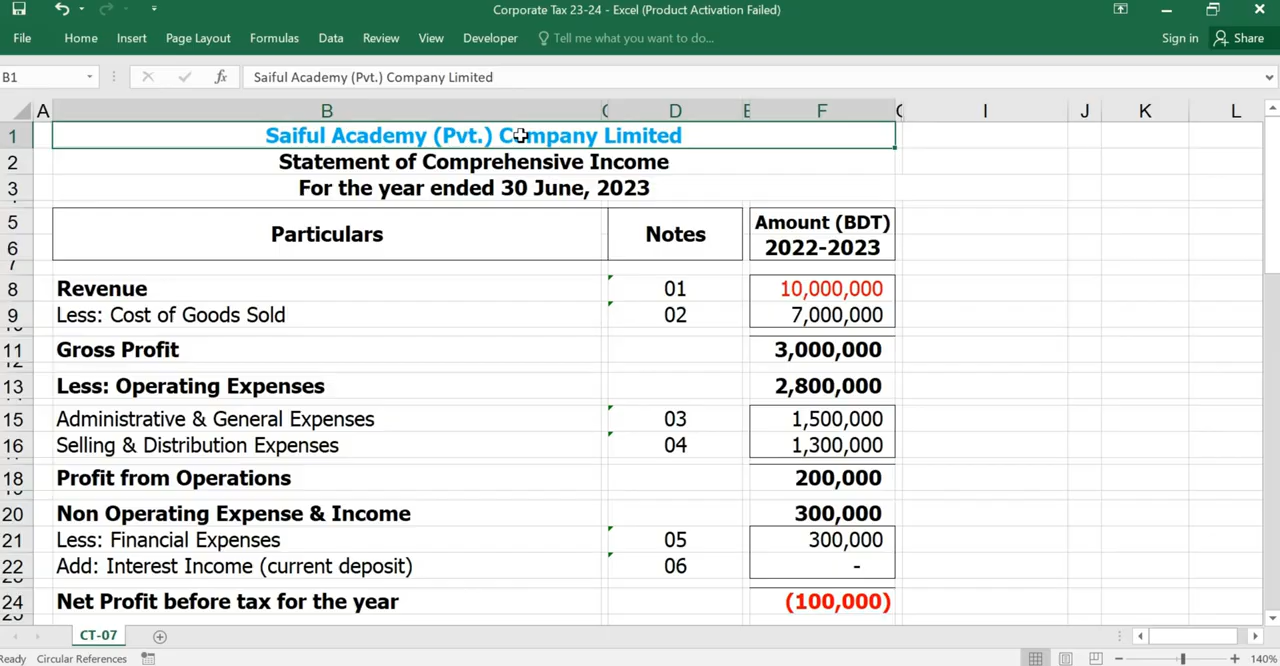 Corporate Tax 23-24 - Excel (Product Activation Failed)
File Home Insert Page Layout Formulas Data Review View Developer Tell me what you want to do... Sign in Share
B1 fx Saiful Academy (Pvt.) Company Limited
A B D E F I J K L
1 Saiful Academy (Pvt.) Company Limited
2 Statement of Comprehensive Income
3 For the year ended 30 June, 2023
5 Amount (BDT)
Particulars Notes
6 2022-2023
7
8 Revenue 01 10,000,000
9 Less: Cost of Goods Sold 02 7,000,000
11 Gross Profit 3,000,000
13 Less: Operating Expenses 2,800,000
15 Administrative & General Expenses 03 1,500,000
16 Selling & Distribution Expenses 04 1,300,000
18 Profit from Operations 200,000
20 Non Operating Expense & Income 300,000
21 Less: Financial Expenses 05 300,000
22 Add: Interest Income (current deposit) 06 -
24 Net Profit before tax for the year (100,000)
CT-07
Ready Circular References 140%